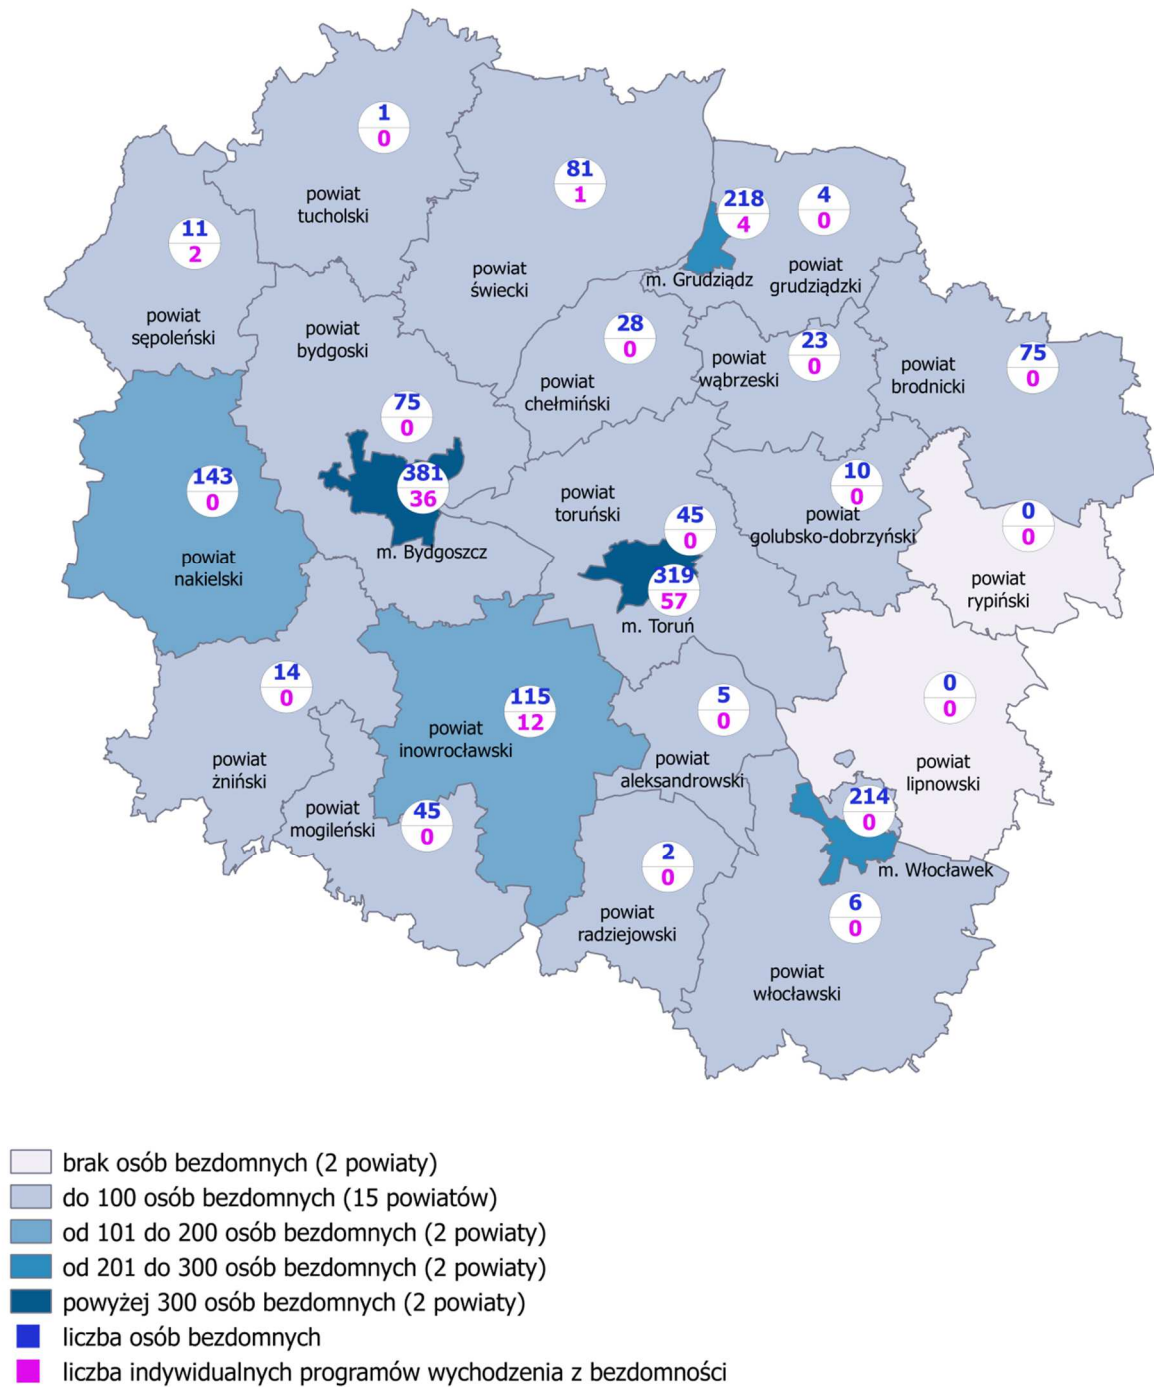 1
0
powiat
tucholski
81
1
powiat
świecki
218
4
m. Grudziądz
4
0
powiat
grudziądzki
11
2
powiat
sępoleński
powiat
bydgoski
75
0
28
0
powiat
chełmiński
23
0
powiat
wąbrzeski
75
0
powiat
brodnicki
143
0
powiat
nakielski
381
36
m. Bydgoszcz
powiat
toruński
45
0
319
57
m. Toruń
10
0
powiat
golubsko-dobrzyński
0
0
powiat
rypiński
14
0
powiat
żniński
115
12
powiat
inowrocławski
5
0
powiat
aleksandrowski
0
0
powiat
lipnowski
powiat
mogileński
45
0
2
0
powiat
radziejowski
214
0
m. Włocławek
6
0
powiat
włocławski
brak osób bezdomnych (2 powiaty)
do 100 osób bezdomnych (15 powiatów)
od 101 do 200 osób bezdomnych (2 powiaty)
od 201 do 300 osób bezdomnych (2 powiaty)
powyżej 300 osób bezdomnych (2 powiaty)
liczba osób bezdomnych
liczba indywidualnych programów wychodzenia z bezdomności